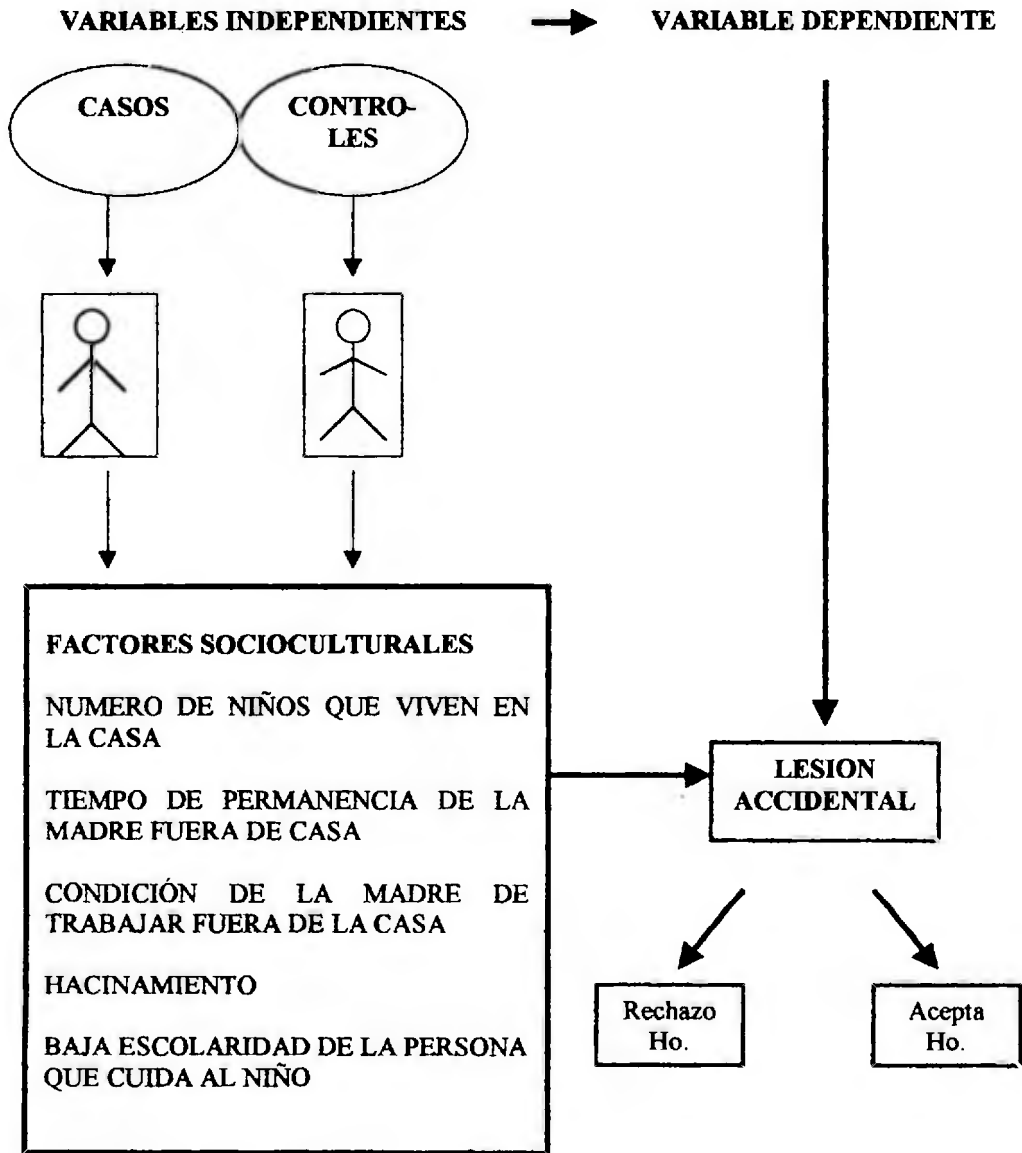 VARIABLES INDEPENDIENTES
VARIABLE DEPENDIENTE
CASOS
CONTRO-
LES
FACTORES SOCIOCULTURALES
NUMERO DE NIÑOS QUE VIVEN EN
LA CASA
TIEMPO DE PERMANENCIA DE LA
MADRE FUERA DE CASA
CONDICIÓN DE LA MADRE DE
TRABAJAR FUERA DE LA CASA
HACINAMIENTO
BAJA ESCOLARIDAD DE LA PERSONA
QUE CUIDA AL NIÑO
LESION
ACCIDENTAL
Rechazo
Ho.
Acepta
Ho.